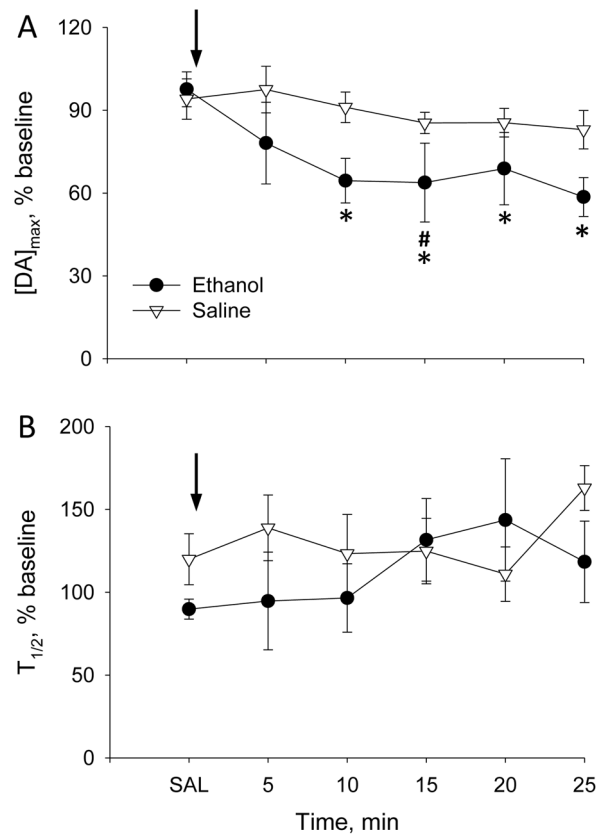 A
120
90
60
30
0
[DA]max, % baseline
*
#
*
*
*
Ethanol
Saline
B
200
150
100
50
0
T1/2, % baseline
SAL 5 10 15 20 25
Time, min